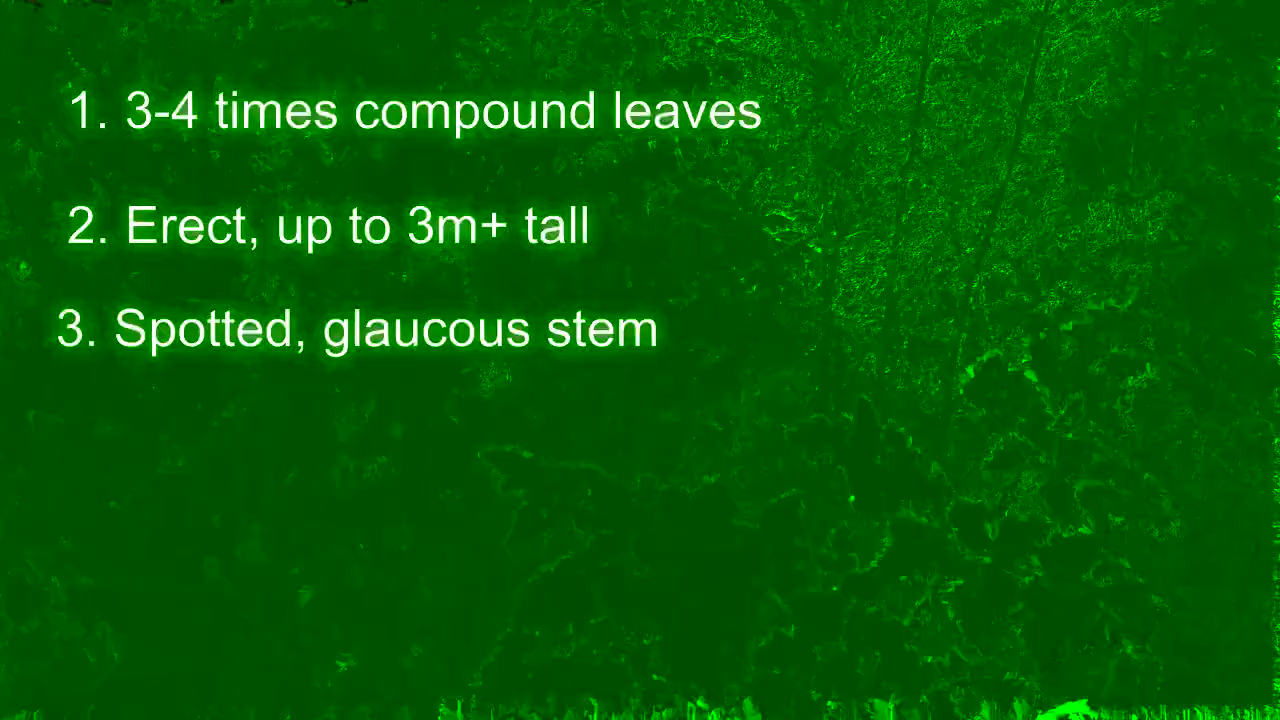 1. 3-4 times compound leaves
2. Erect, up to 3m+ tall
3. Spotted, glaucous stem